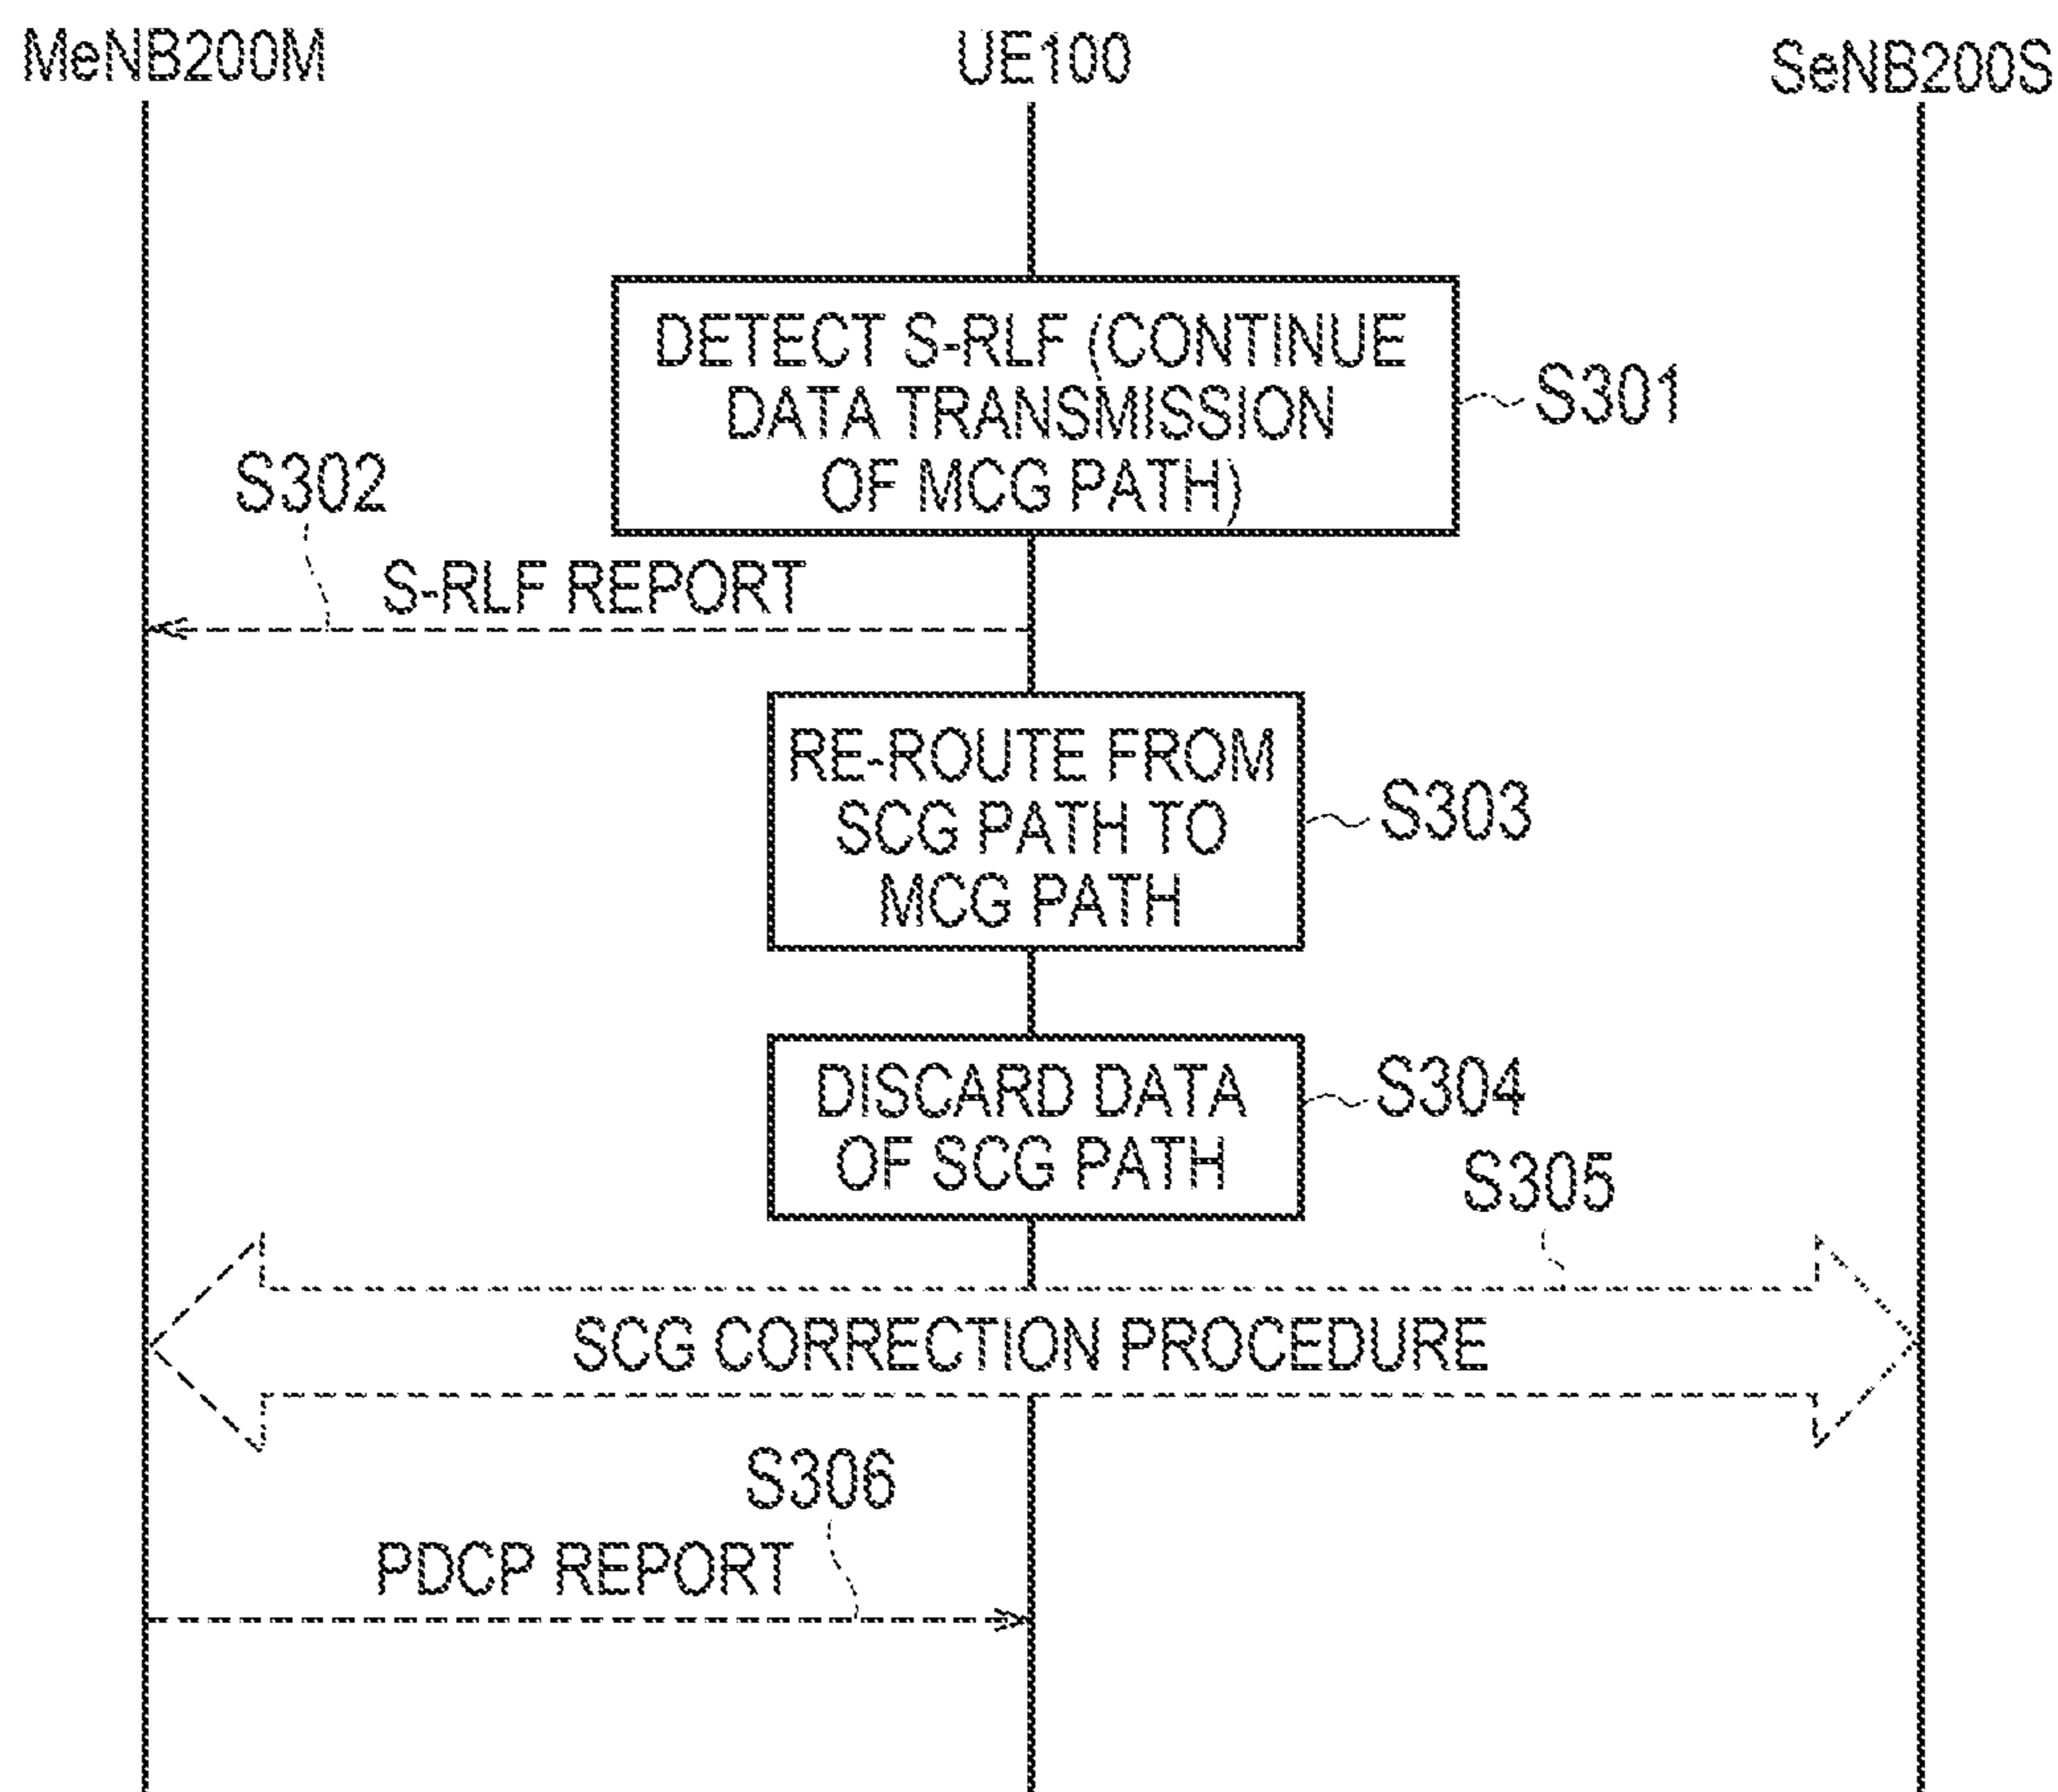 MeNB200M
UE100
SeNB200S
DETECT S-RLF (CONTINUE
DATA TRANSMISSION
OF MCG PATH)
S301
S302
S-RLF REPORT
RE-ROUTE FROM
SCG PATH TO
MCG PATH
S303
DISCARD DATA
OF SCG PATH
S304
S305
SCG CORRECTION PROCEDURE
S306
PDCP REPORT